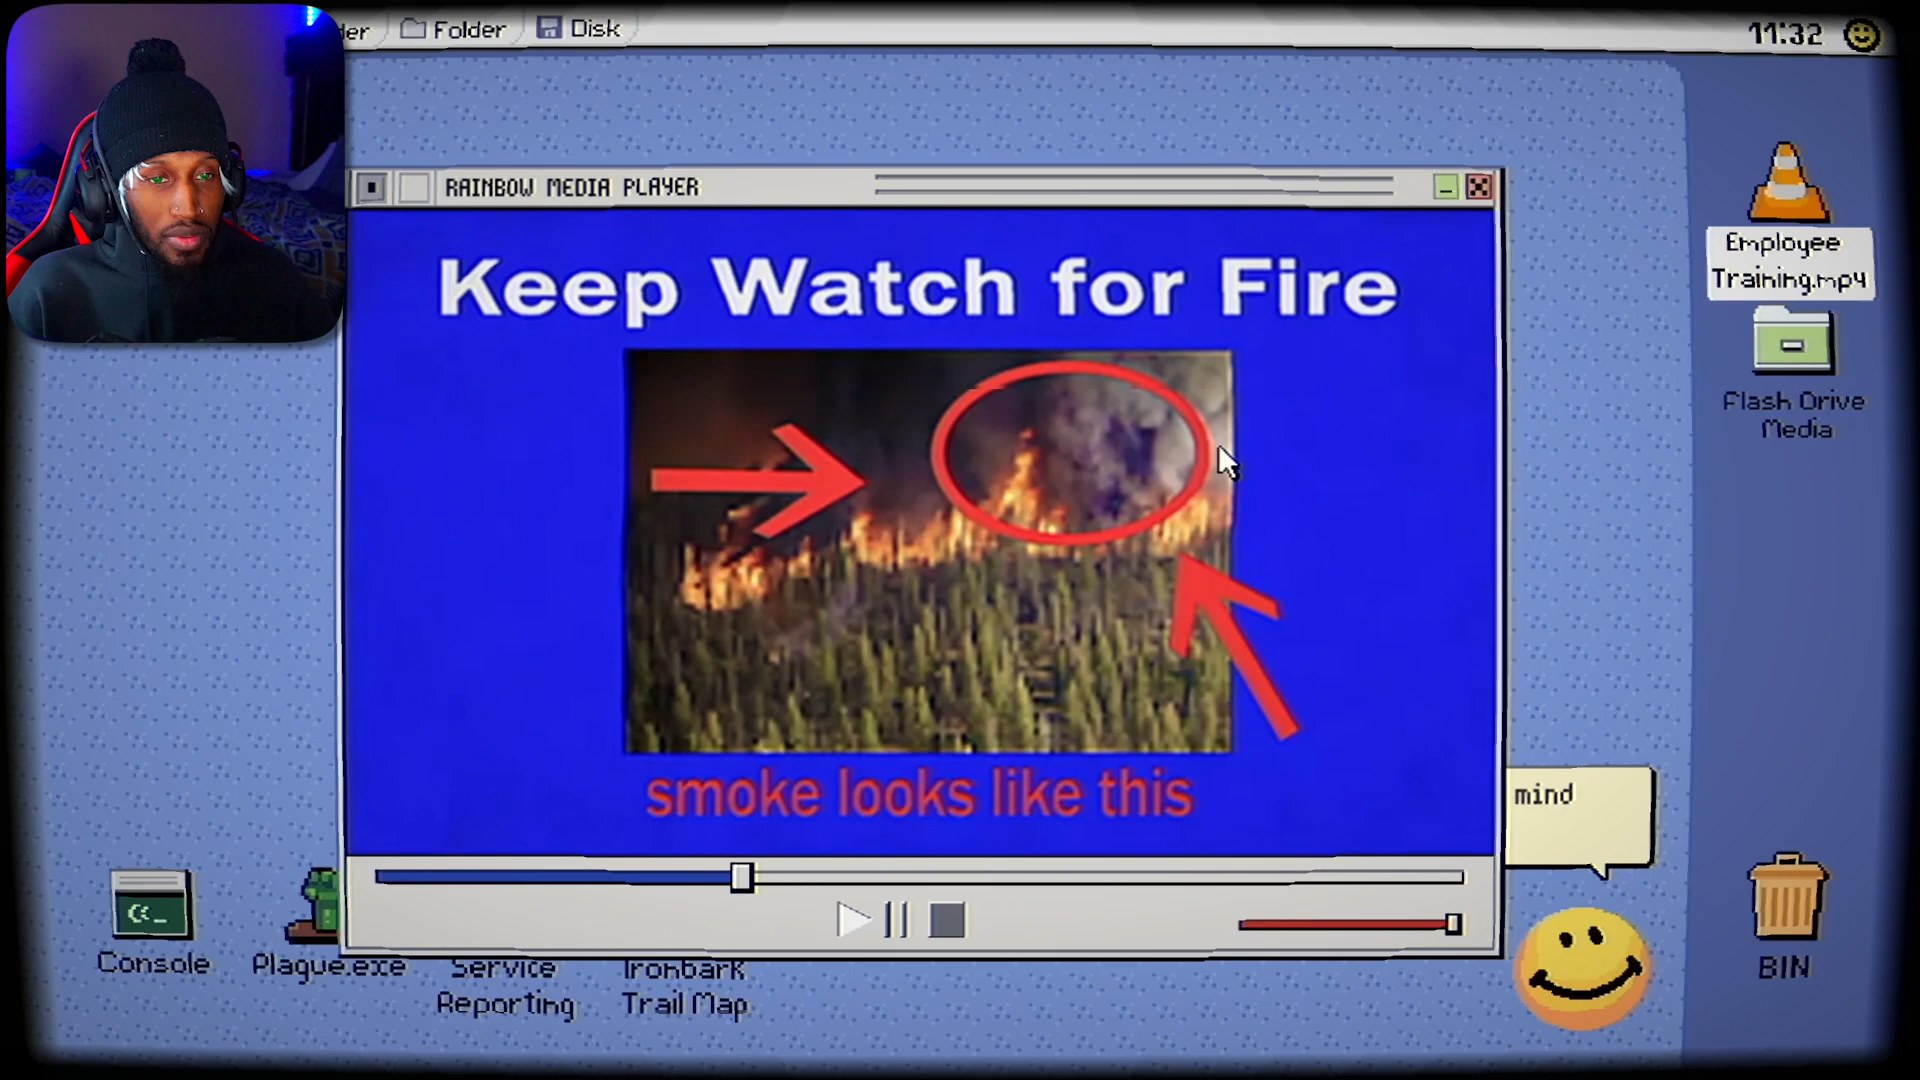 Folder
Disk
11:32
RAINBOW MEDIA PLAYER
Keep Watch for Fire
smoke looks like this
Employee
Training.mp4
Flash Drive
Media
mind
Console
Plague.exe
Service
Reporting
Ironbark
Trail Map
BIN